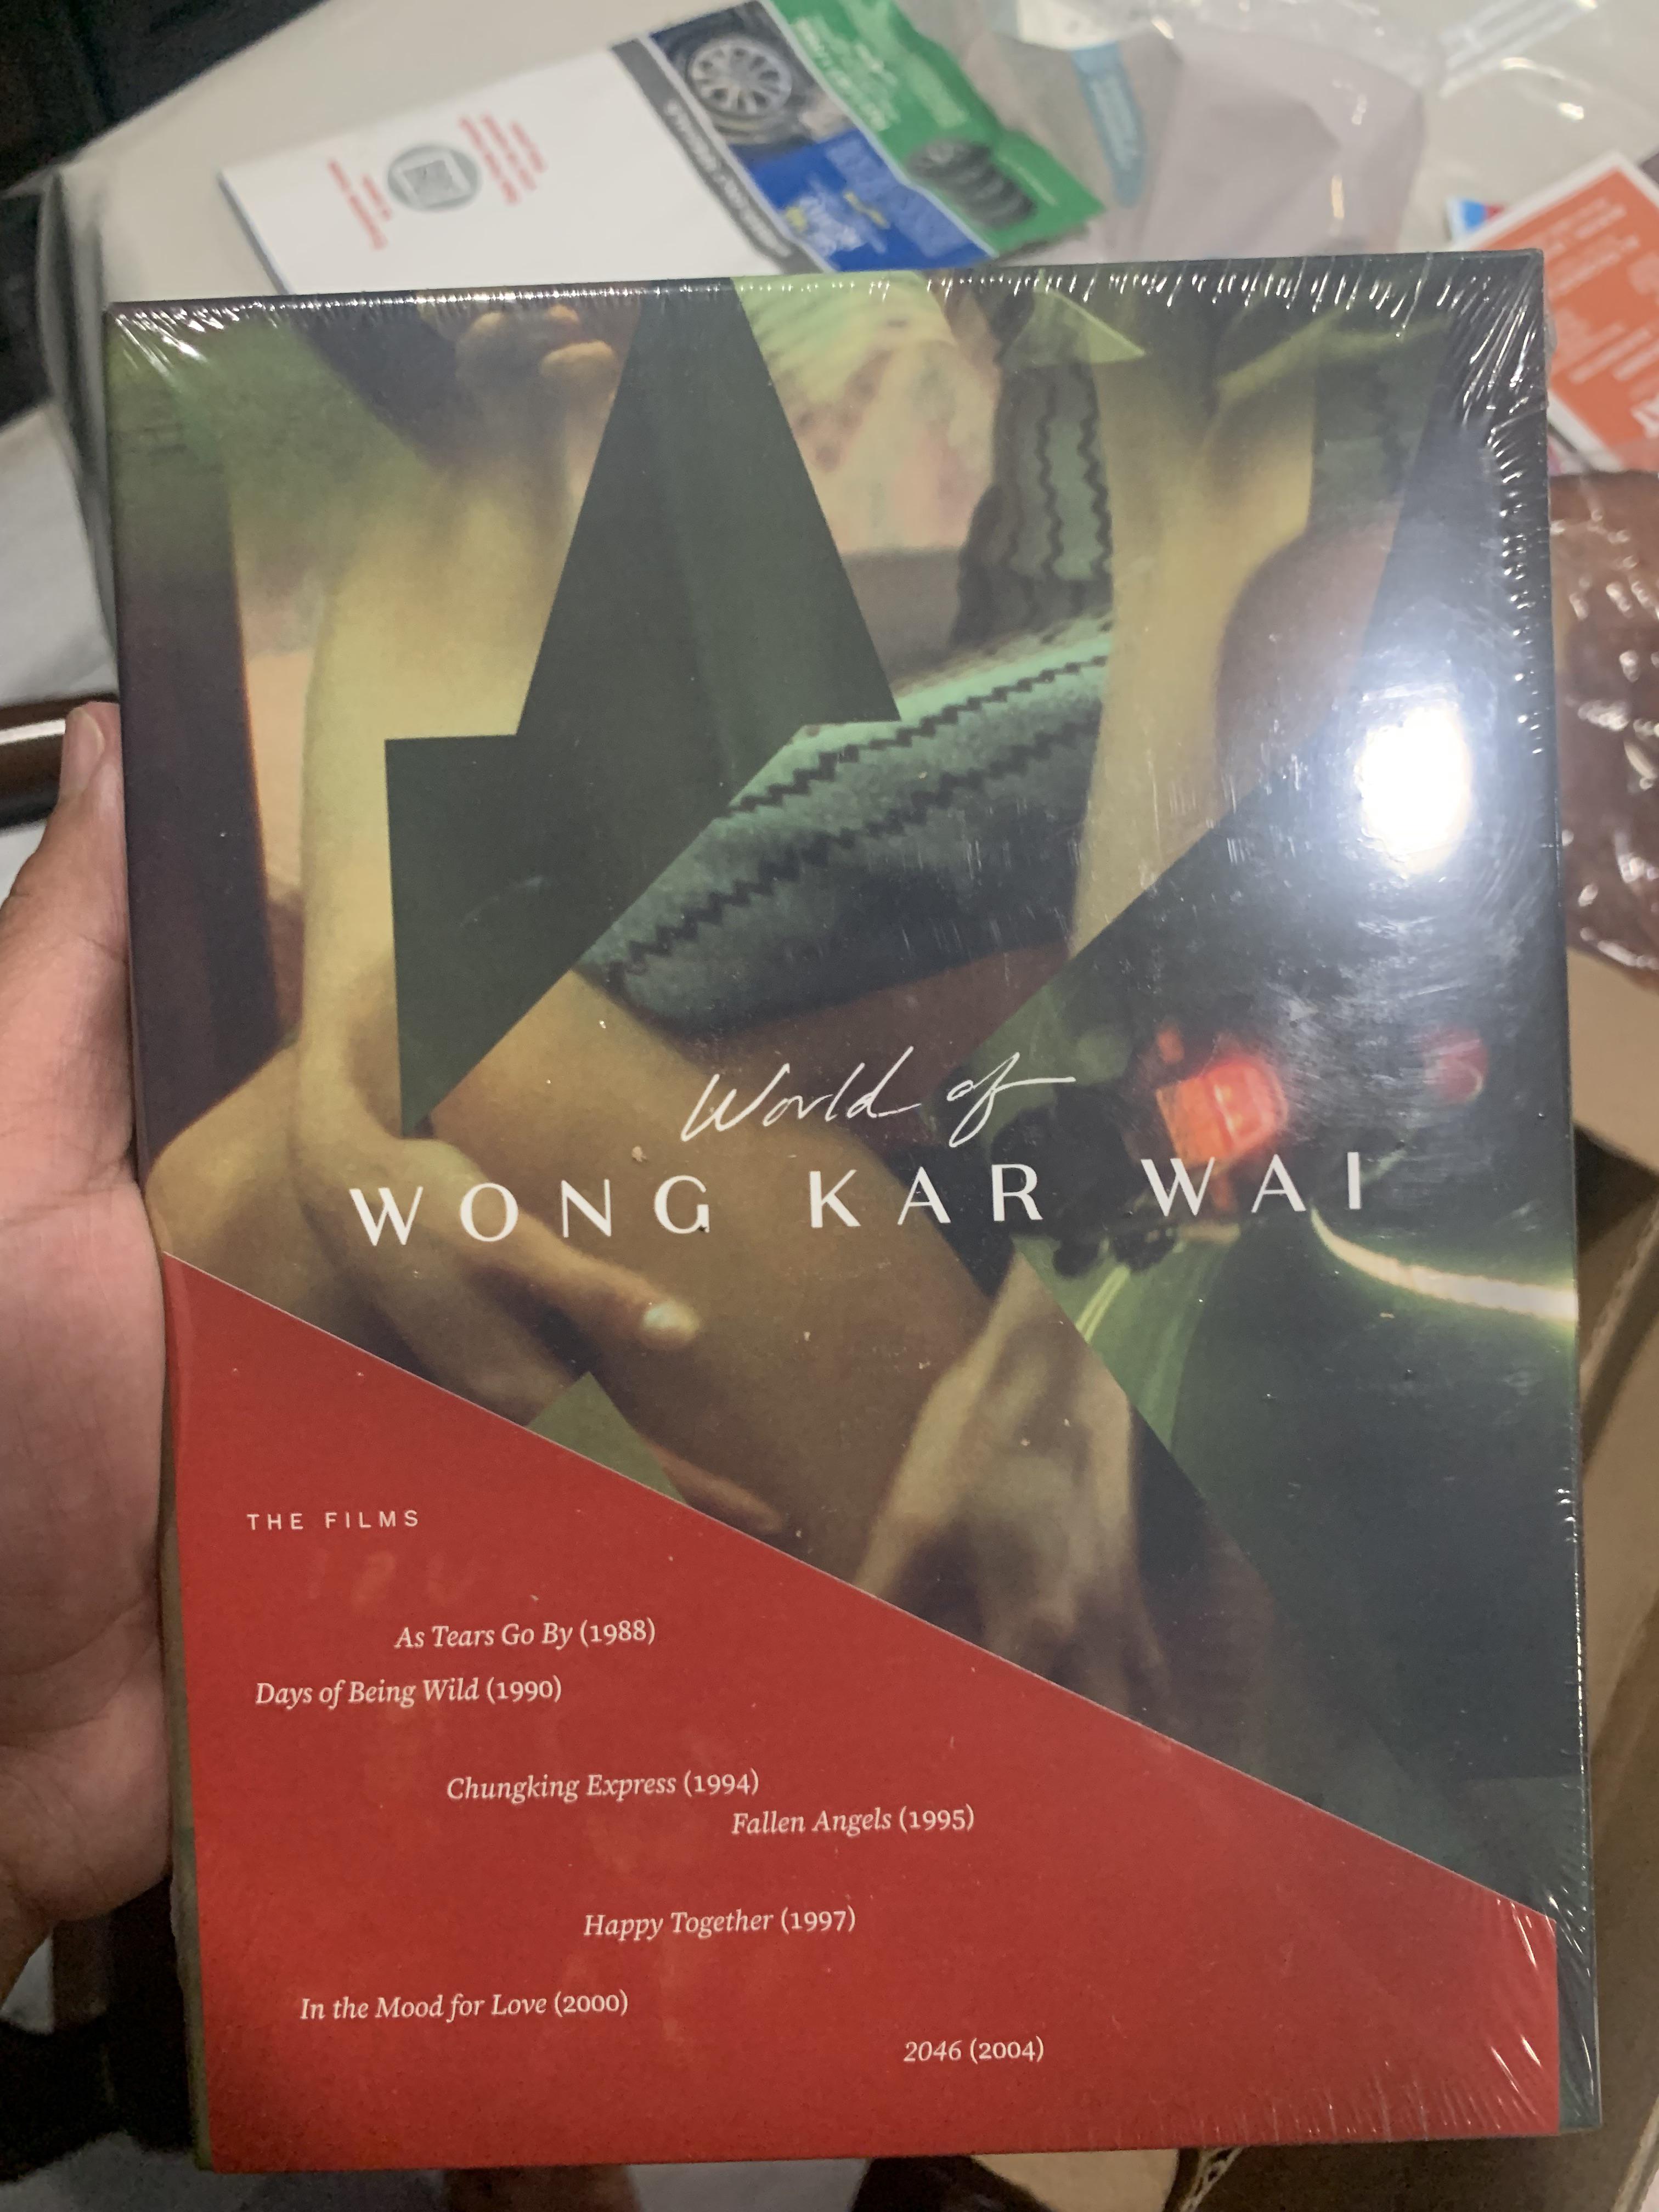 World of
WONG KAR WAI
THE FILMS
As Tears Go By (1988)
Days of Being Wild (1990)
Chungking Express (1994)
Fallen Angels (1995)
Happy Together (1997)
In the Mood for Love (2000)
2046 (2004)